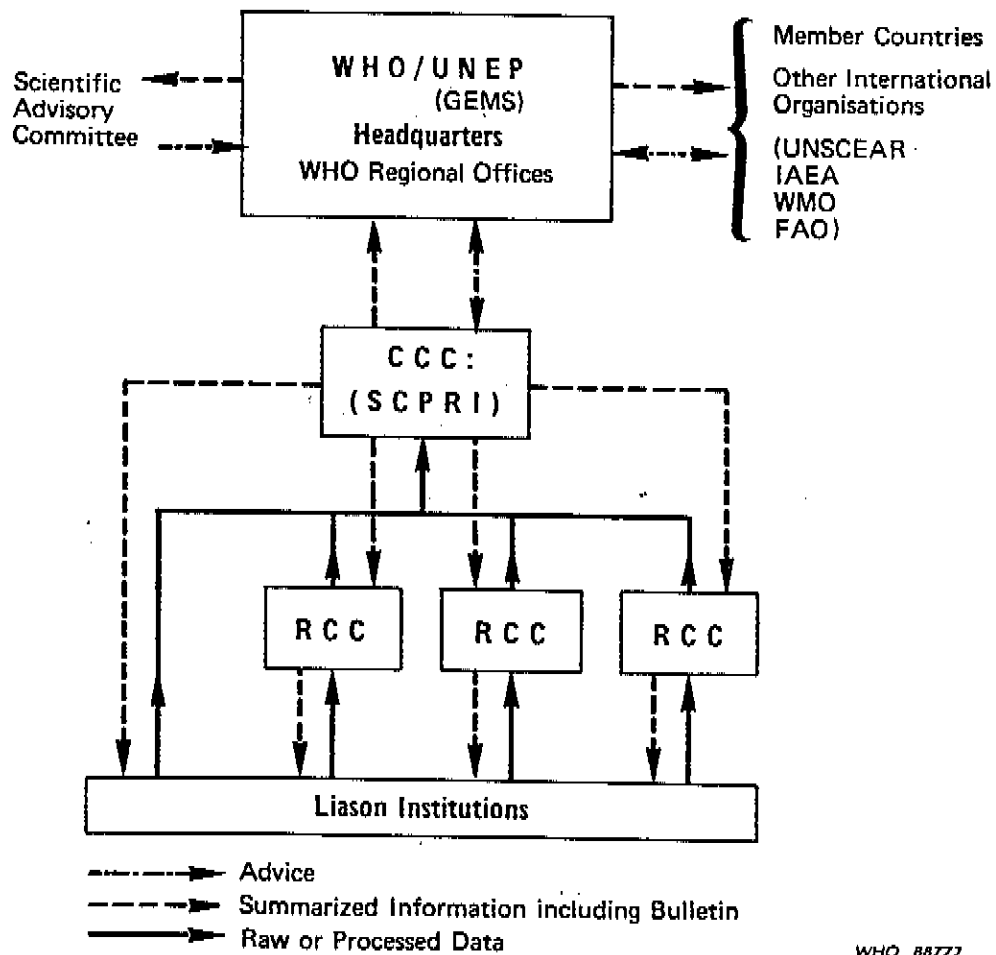 Scientific
Advisory
Committee
WHO/UNEP
(GEMS)
Headquarters
WHO Regional Offices
Member Countries
Other International
Organisations
(UNSCEAR
IAEA
WMO
FAO)
CCC:
(SCPRI)
RCC
RCC
RCC
Liason Institutions
Advice
Summarized Information including Bulletin
Raw or Processed Data
WHO 88777